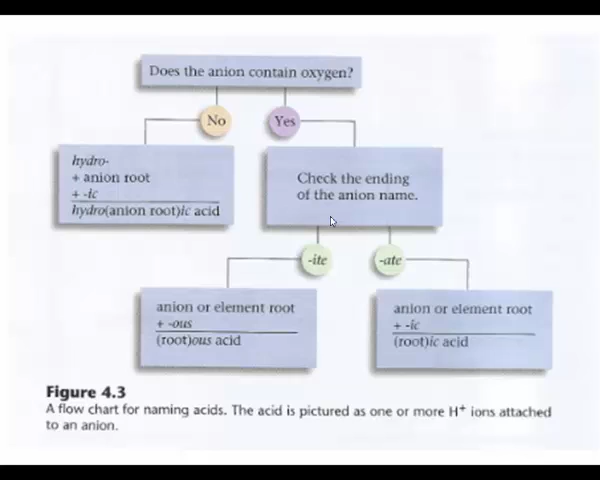 Does the anion contain oxygen?
No
Yes
hydro-
+ anion root
+ -ic
hydro(anion root)ic acid
Check the ending
of the anion name.
-ite
-ate
anion or element root
+ -ous
(root)ous acid
anion or element root
+ -ic
(root)ic acid
Figure 4.3
A flow chart for naming acids. The acid is pictured as one or more H⁺ ions attached
to an anion.